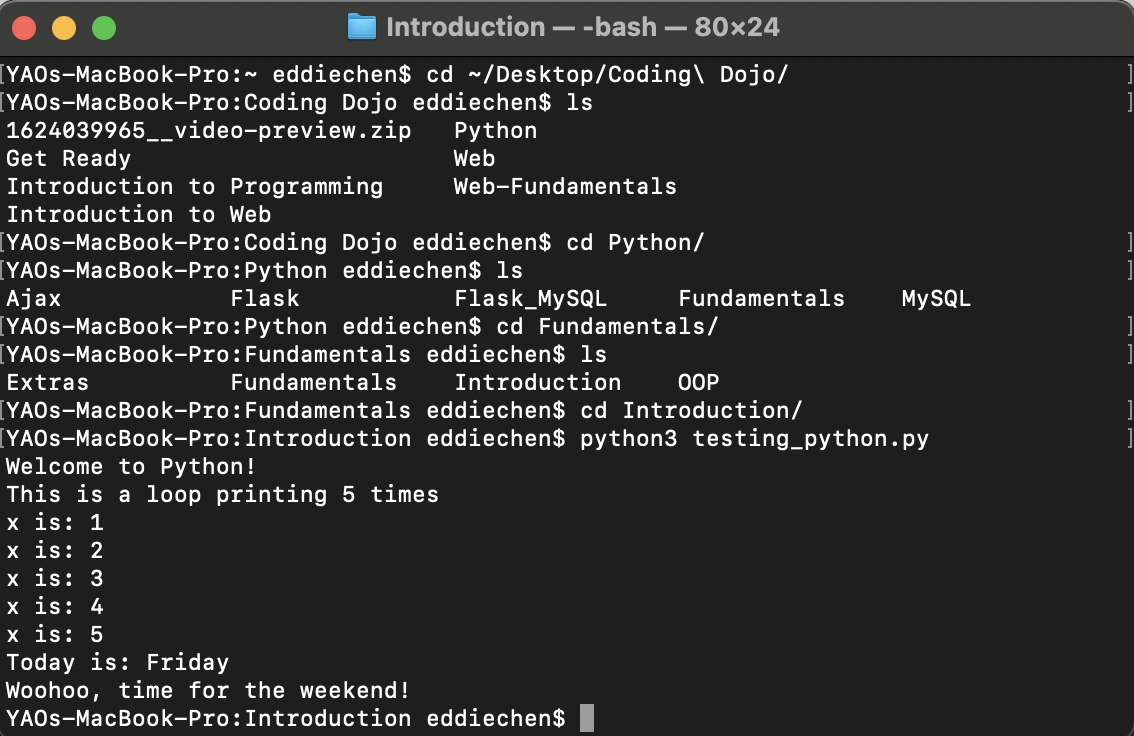 Introduction — -bash — 80×24
[YAOs-MacBook-Pro:~ eddiechen$ cd ~/Desktop/Coding\ Dojo/ ]
[YAOs-MacBook-Pro:Coding Dojo eddiechen$ ls ]
1624039965__video-preview.zip   Python
Get Ready                       Web
Introduction to Programming     Web-Fundamentals
Introduction to Web
[YAOs-MacBook-Pro:Coding Dojo eddiechen$ cd Python/ ]
[YAOs-MacBook-Pro:Python eddiechen$ ls ]
Ajax            Flask           Flask_MySQL     Fundamentals    MySQL
[YAOs-MacBook-Pro:Python eddiechen$ cd Fundamentals/ ]
[YAOs-MacBook-Pro:Fundamentals eddiechen$ ls ]
Extras          Fundamentals    Introduction    OOP
[YAOs-MacBook-Pro:Fundamentals eddiechen$ cd Introduction/ ]
[YAOs-MacBook-Pro:Introduction eddiechen$ python3 testing_python.py ]
Welcome to Python!
This is a loop printing 5 times
x is: 1
x is: 2
x is: 3
x is: 4
x is: 5
Today is: Friday
Woohoo, time for the weekend!
YAOs-MacBook-Pro:Introduction eddiechen$